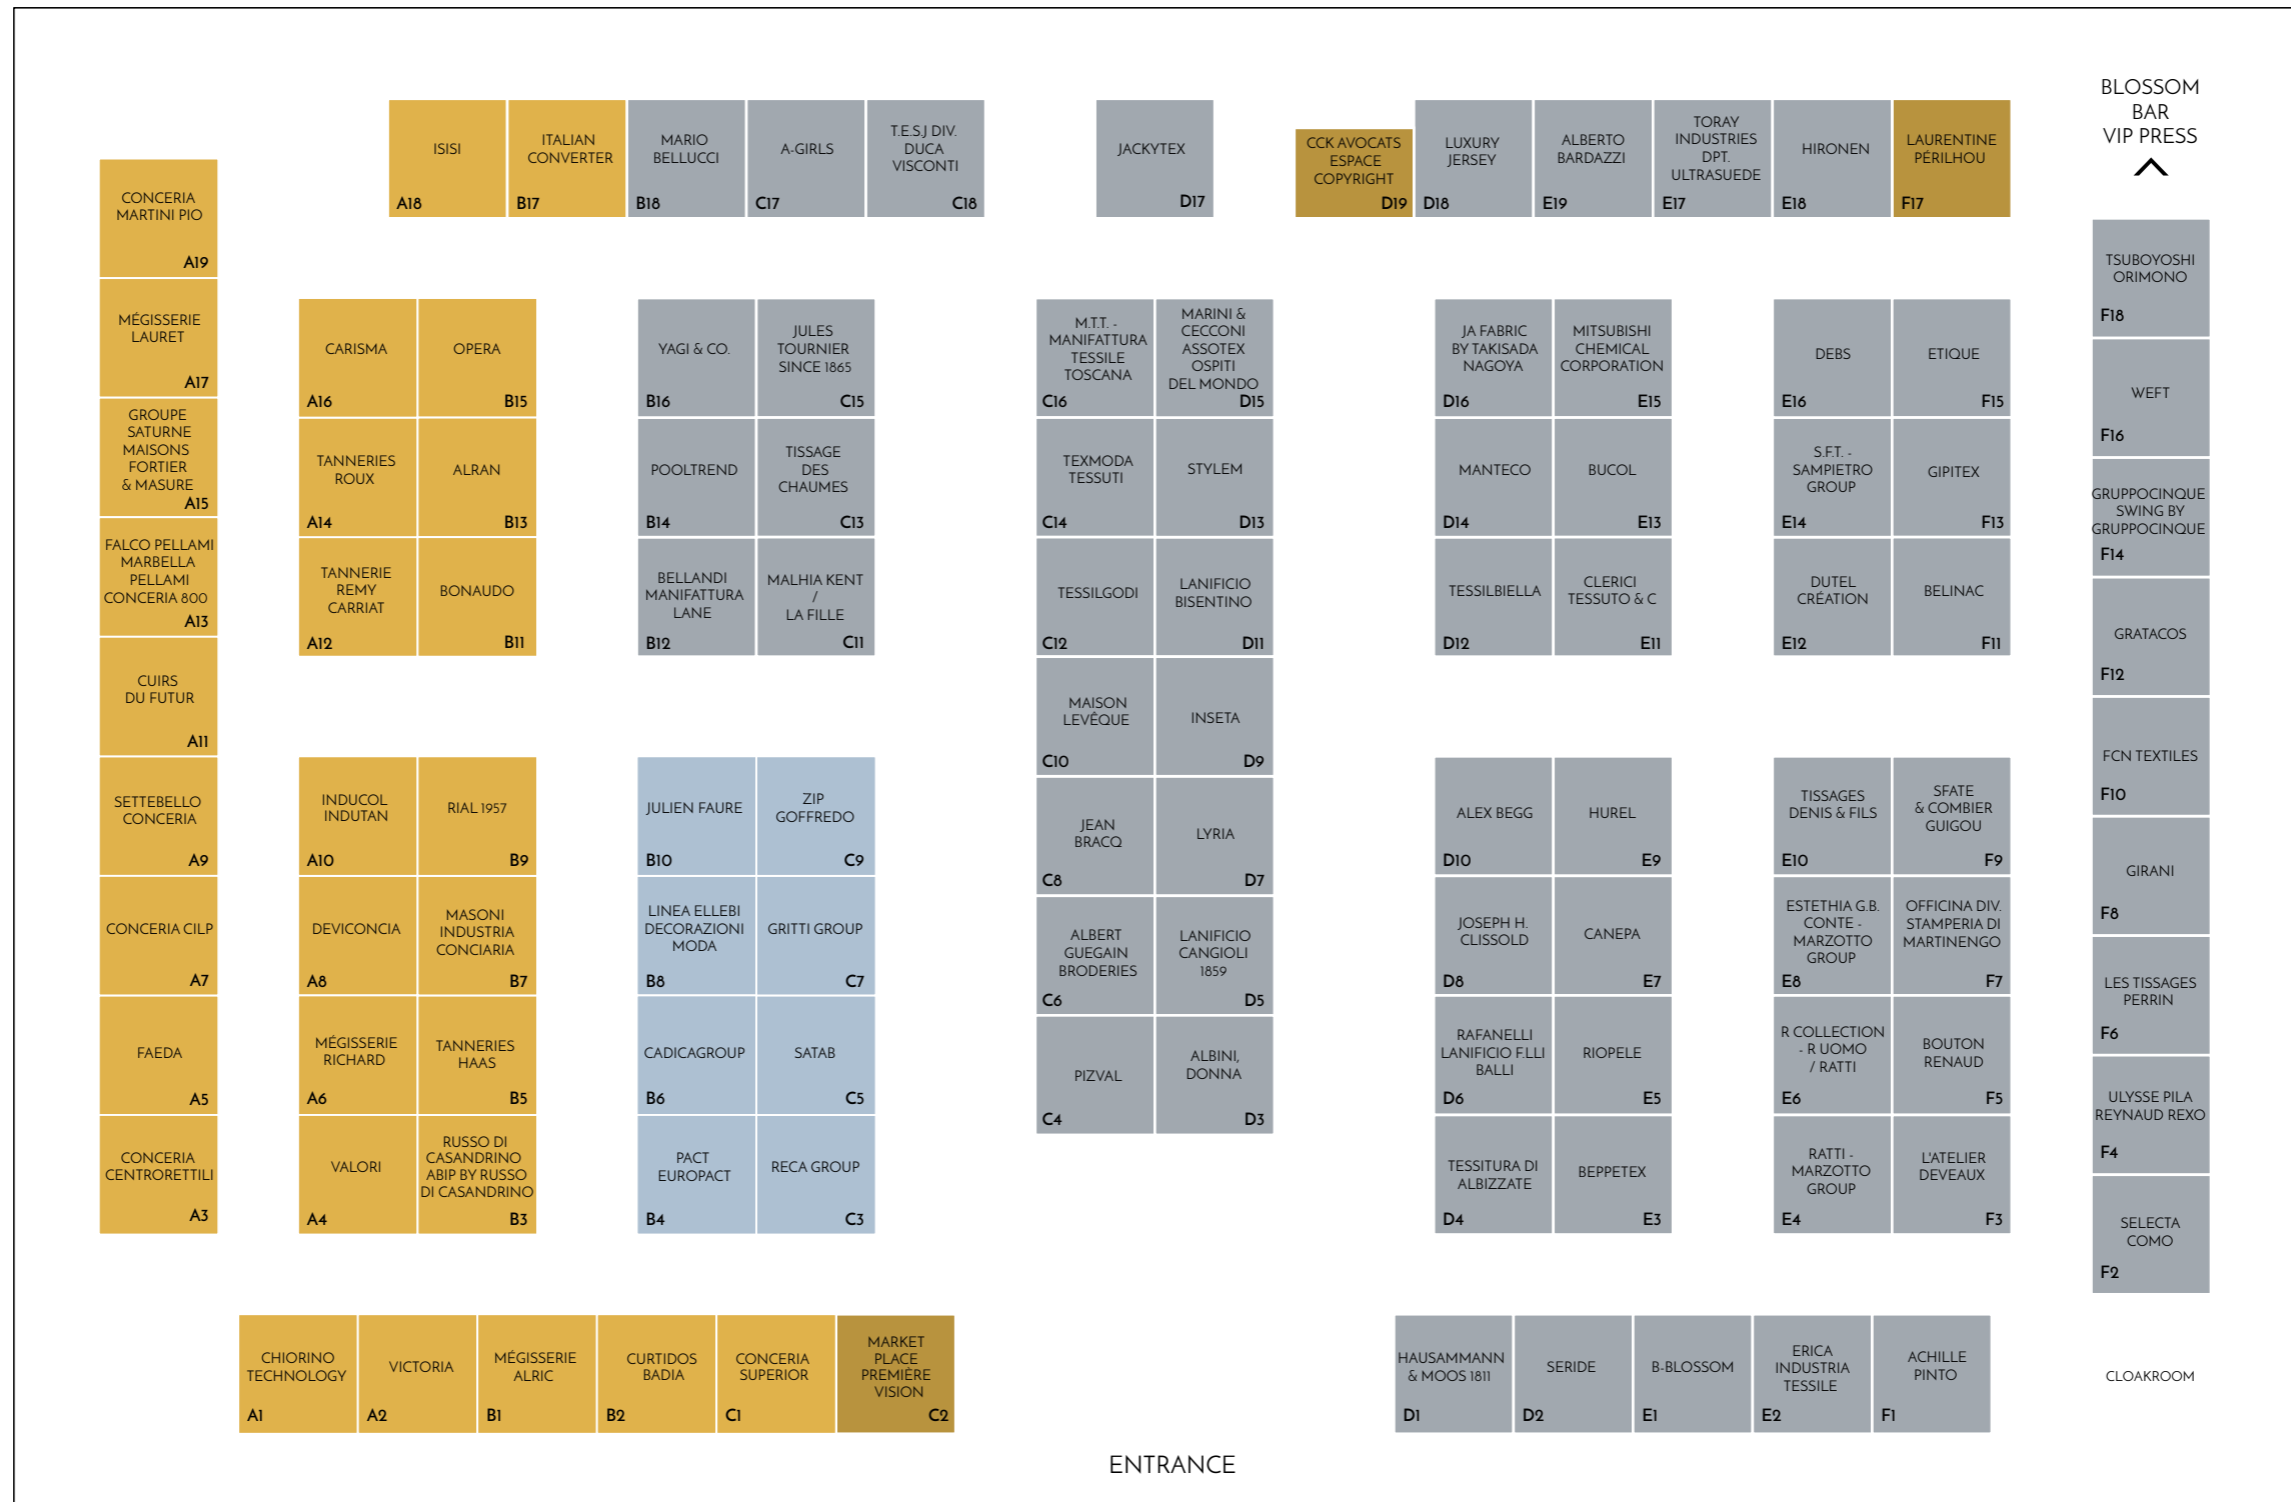 BLOSSOM
BAR
VIP PRESS
ISISI
A18
ITALIAN
CONVERTER
B17
MARIO
BELLUCCI
B18
A-GIRLS
C17
T.E.S.J DIV.
DUCA
VISCONTI
C18
JACKYTEX
D17
CCK AVOCATS
ESPACE
COPYRIGHT
D19
LUXURY
JERSEY
D18
ALBERTO
BARDAZZI
E19
TORAY
INDUSTRIES
DPT.
ULTRASUEDE
E17
HIRONEN
E18
LAURENTINE
PÉRILHOU
F17
CONCERIA
MARTINI PIO
A19
MÉGISSERIE
LAURET
A17
GROUPE
SATURNE
MAISONS
FORTIER
& MASURE
A15
FALCO PELLAMI
MARBELLA
PELLAMI
CONCERIA 800
A13
CUIRS
DU FUTUR
A11
SETTEBELLO
CONCERIA
A9
CONCERIA CILP
A7
FAEDA
A5
CONCERIA
CENTRORETTILI
A3
CARISMA
A16
OPERA
B15
TANNERIES
ROUX
A14
ALRAN
B13
TANNERIE
REMY
CARRIAT
A12
BONAUDO
B11
YAGI & CO.
B16
JULES
TOURNIER
SINCE 1865
C15
POOLTREND
B14
TISSAGE
DES
CHAUMES
C13
BELLANDI
MANIFATTURA
LANE
B12
MALHIA KENT
/
LA FILLE
C11
M.T.T. -
MANIFATTURA
TESSILE
TOSCANA
C16
MARINI &
CECCONI
ASSOTEX
OSPITI
DEL MONDO
D15
TEXMODA
TESSUTI
C14
STYLEM
D13
TESSILGODI
C12
LANIFICIO
BISENTINO
D11
MAISON
LEVÊQUE
C10
INSETA
D9
JEAN
BRACQ
C8
LYRIA
D7
ALBERT
GUEGAIN
BRODERIES
C6
LANIFICIO
CANGIOLI
1859
D5
PIZVAL
C4
ALBINI,
DONNA
D3
JA FABRIC
BY TAKISADA
NAGOYA
D16
MITSUBISHI
CHEMICAL
CORPORATION
E15
MANTECO
D14
BUCOL
E13
TESSILBIELLA
D12
CLERICI
TESSUTO & C
E11
DEBS
E16
ETIQUE
F15
S.F.T. -
SAMPIETRO
GROUP
E14
GIPITEX
F13
DUTEL
CRÉATION
E12
BELINAC
F11
TSUBOYOSHI
ORIMONO
F18
WEFT
F16
GRUPPOCINQUE
SWING BY
GRUPPOCINQUE
F14
GRATACOS
F12
FCN TEXTILES
F10
GIRANI
F8
LES TISSAGES
PERRIN
F6
ULYSSE PILA
REYNAUD REXO
F4
SELECTA
COMO
F2
INDUCOL
INDUTAN
A10
RIAL 1957
B9
DEVICONCIA
A8
MASONI
INDUSTRIA
CONCIARIA
B7
MÉGISSERIE
RICHARD
A6
TANNERIES
HAAS
B5
VALORI
A4
RUSSO DI
CASANDRINO
ABIP BY RUSSO
DI CASANDRINO
B3
JULIEN FAURE
B10
ZIP
GOFFREDO
C9
LINEA ELLEBI
DECORAZIONI
MODA
B8
GRITTI GROUP
C7
CADICAGROUP
B6
SATAB
C5
PACT
EUROPACT
B4
RECA GROUP
C3
ALEX BEGG
D10
HUREL
E9
JOSEPH H.
CLISSOLD
D8
CANEPA
E7
RAFANELLI
LANIFICIO F.LLI
BALLI
D6
RIOPELE
E5
TESSITURA DI
ALBIZZATE
D4
BEPPETEX
E3
TISSAGES
DENIS & FILS
E10
SFATE
& COMBIER
GUIGOU
F9
ESTETHIA G.B.
CONTE -
MARZOTTO
GROUP
E8
OFFICINA DIV.
STAMPERIA DI
MARTINENGO
F7
R COLLECTION
- R UOMO
/ RATTI
E6
BOUTON
RENAUD
F5
RATTI -
MARZOTTO
GROUP
E4
L'ATELIER
DEVEAUX
F3
CHIORINO
TECHNOLOGY
A1
VICTORIA
A2
MÉGISSERIE
ALRIC
B1
CURTIDOS
BADIA
B2
CONCERIA
SUPERIOR
C1
MARKET
PLACE
PREMIÈRE
VISION
C2
HAUSAMMANN
& MOOS 1811
D1
SERIDE
D2
B-BLOSSOM
E1
ERICA
INDUSTRIA
TESSILE
E2
ACHILLE
PINTO
F1
CLOAKROOM
ENTRANCE